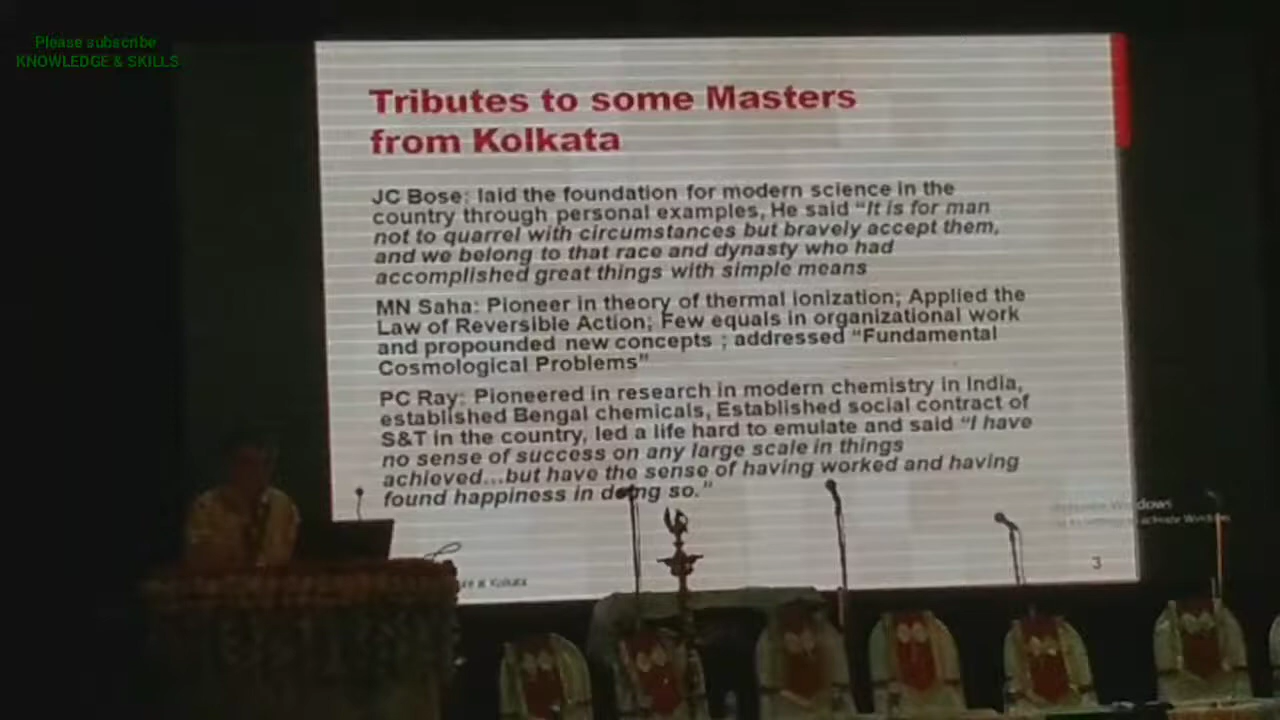 Please subscribe
KNOWLEDGE & SKILLS
Tributes to some Masters
from Kolkata
JC Bose: laid the foundation for modern science in the
country through personal examples, He said “It is for man
not to quarrel with circumstances but bravely accept them,
and we belong to that race and dynasty who had
accomplished great things with simple means
MN Saha: Pioneer in theory of thermal ionization; Applied the
Law of Reversible Action; Few equals in organizational work
and propounded new concepts ; addressed “Fundamental
Cosmological Problems”
PC Ray: Pioneered in research in modern chemistry in India,
established Bengal chemicals, Established social contract of
S&T in the country, led a life hard to emulate and said “I have
no sense of success on any large scale in things
achieved...but have the sense of having worked and having
found happiness in doing so.”
Windows
activate Windows
at Kolkata
3